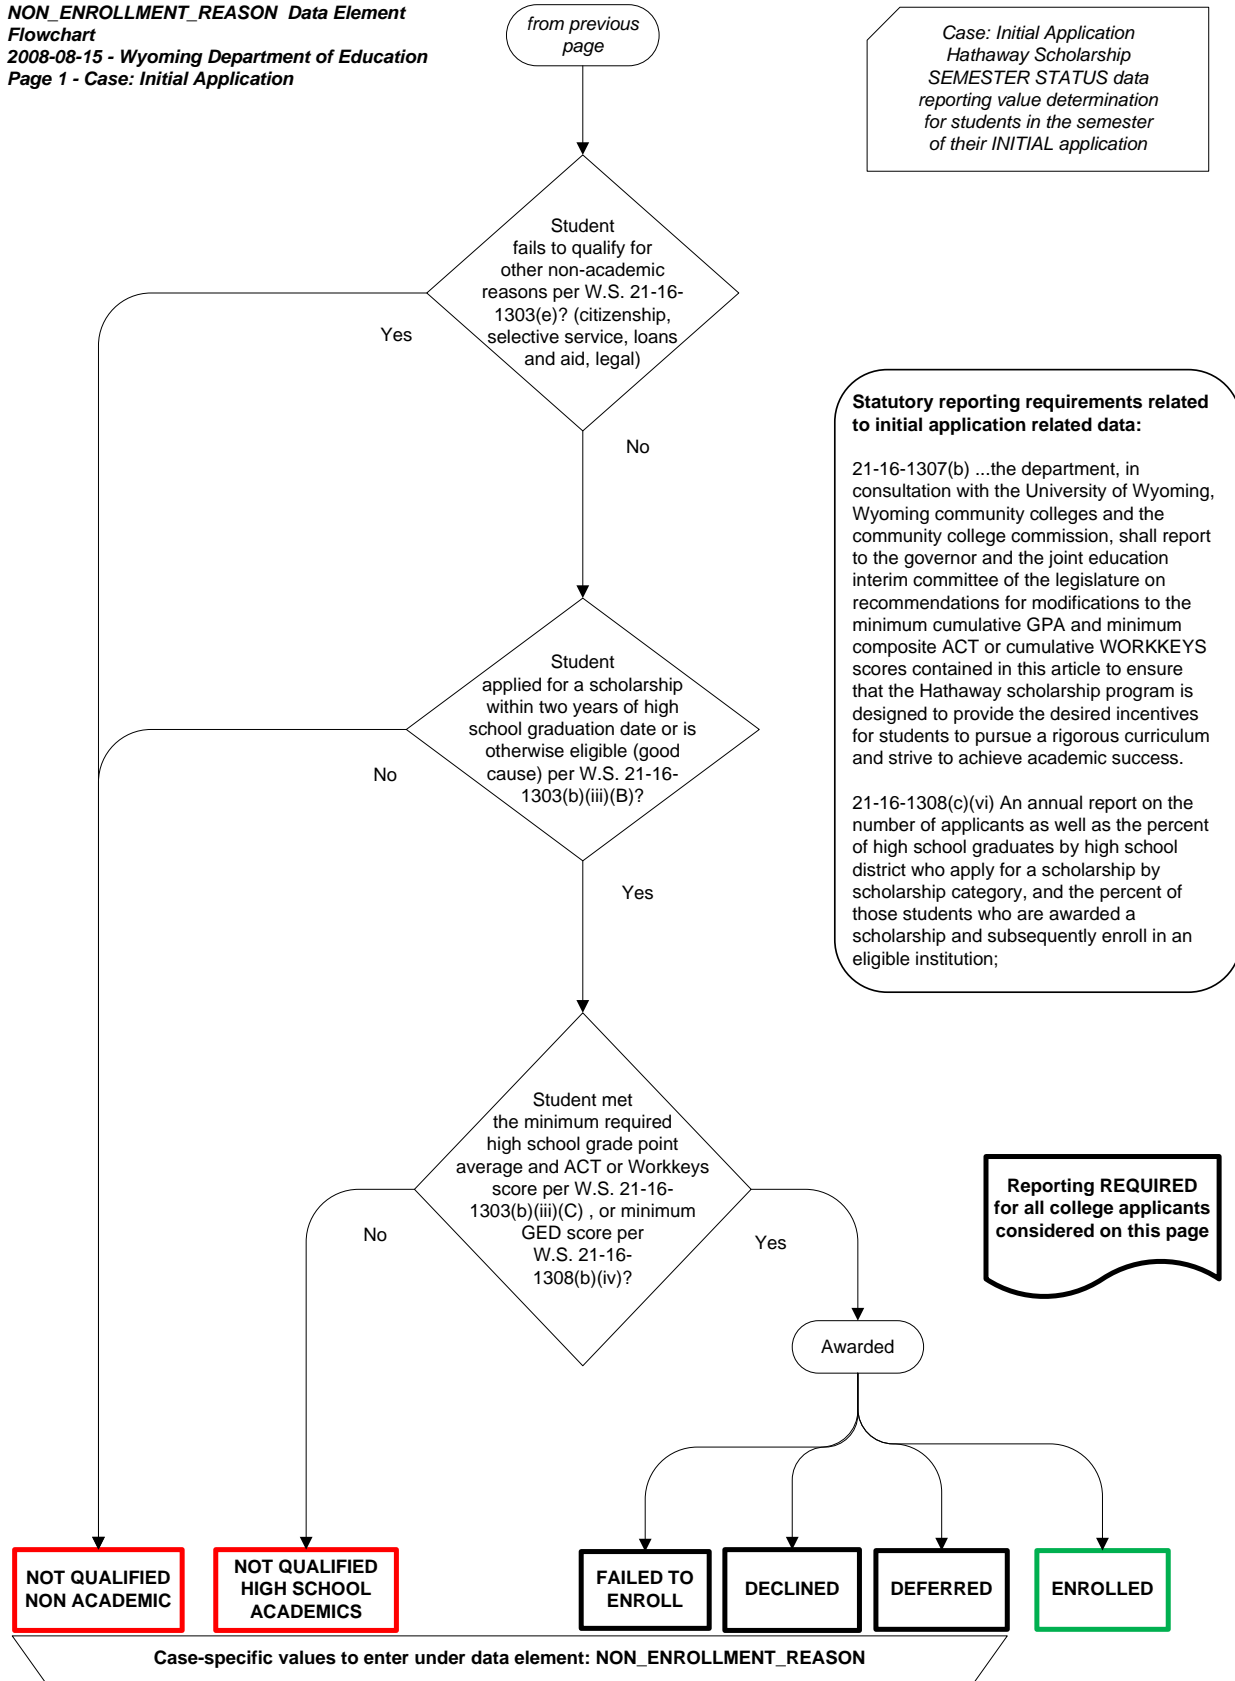 NON_ENROLLMENT_REASON Data Element
Flowchart
2008-08-15 - Wyoming Department of Education
Page 1 - Case: Initial Application
from previous
page
Case: Initial Application
Hathaway Scholarship
SEMESTER STATUS data
reporting value determination
for students in the semester
of their INITIAL application
Student
fails to qualify for
other non-academic
reasons per W.S. 21-16-
1303(e)? (citizenship,
selective service, loans
and aid, legal)
Yes
No
Statutory reporting requirements related
to initial application related data:
21-16-1307(b) ...the department, in
consultation with the University of Wyoming,
Wyoming community colleges and the
community college commission, shall report
to the governor and the joint education
interim committee of the legislature on
recommendations for modifications to the
minimum cumulative GPA and minimum
composite ACT or cumulative WORKKEYS
scores contained in this article to ensure
that the Hathaway scholarship program is
designed to provide the desired incentives
for students to pursue a rigorous curriculum
and strive to achieve academic success.
21-16-1308(c)(vi) An annual report on the
number of applicants as well as the percent
of high school graduates by high school
district who apply for a scholarship by
scholarship category, and the percent of
those students who are awarded a
scholarship and subsequently enroll in an
eligible institution;
Student
applied for a scholarship
within two years of high
school graduation date or is
otherwise eligible (good
cause) per W.S. 21-16-
1303(b)(iii)(B)?
No
Yes
Student met
the minimum required
high school grade point
average and ACT or Workkeys
score per W.S. 21-16-
1303(b)(iii)(C) , or minimum
GED score per
W.S. 21-16-
1308(b)(iv)?
No
Yes
Reporting REQUIRED
for all college applicants
considered on this page
Awarded
NOT QUALIFIED
NON ACADEMIC
NOT QUALIFIED
HIGH SCHOOL
ACADEMICS
FAILED TO
ENROLL
DECLINED
DEFERRED
ENROLLED
Case-specific values to enter under data element: NON_ENROLLMENT_REASON